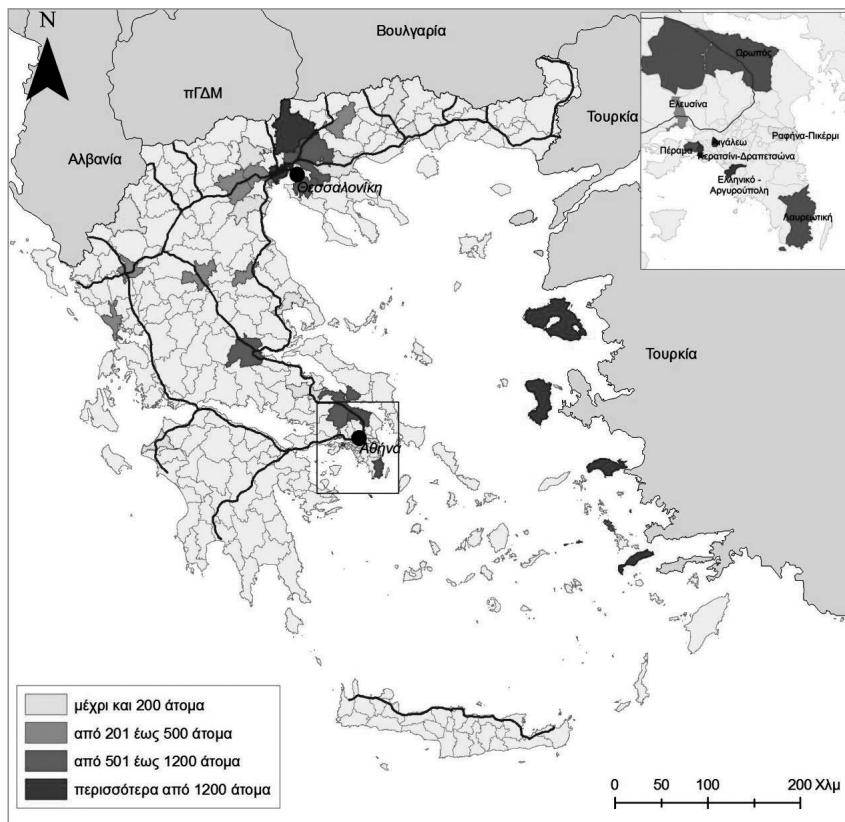 N
Βουλγαρία
πΓΔΜ
Τουρκία
Αλβανία
Θεσσαλονίκη
Τουρκία
Αθήνα
Ωρωπός
Ελευσίνα
Ραφήνα-Πικέρμι
Αιγάλεω
Πέραμα
Κερατσίνι-Δραπετσώνα
Ελληνικό -
Αργυρούπολη
Λαυρεωτική
μέχρι και 200 άτομα
από 201 έως 500 άτομα
από 501 έως 1200 άτομα
περισσότερα από 1200 άτομα
0 50 100 200 Χλμ